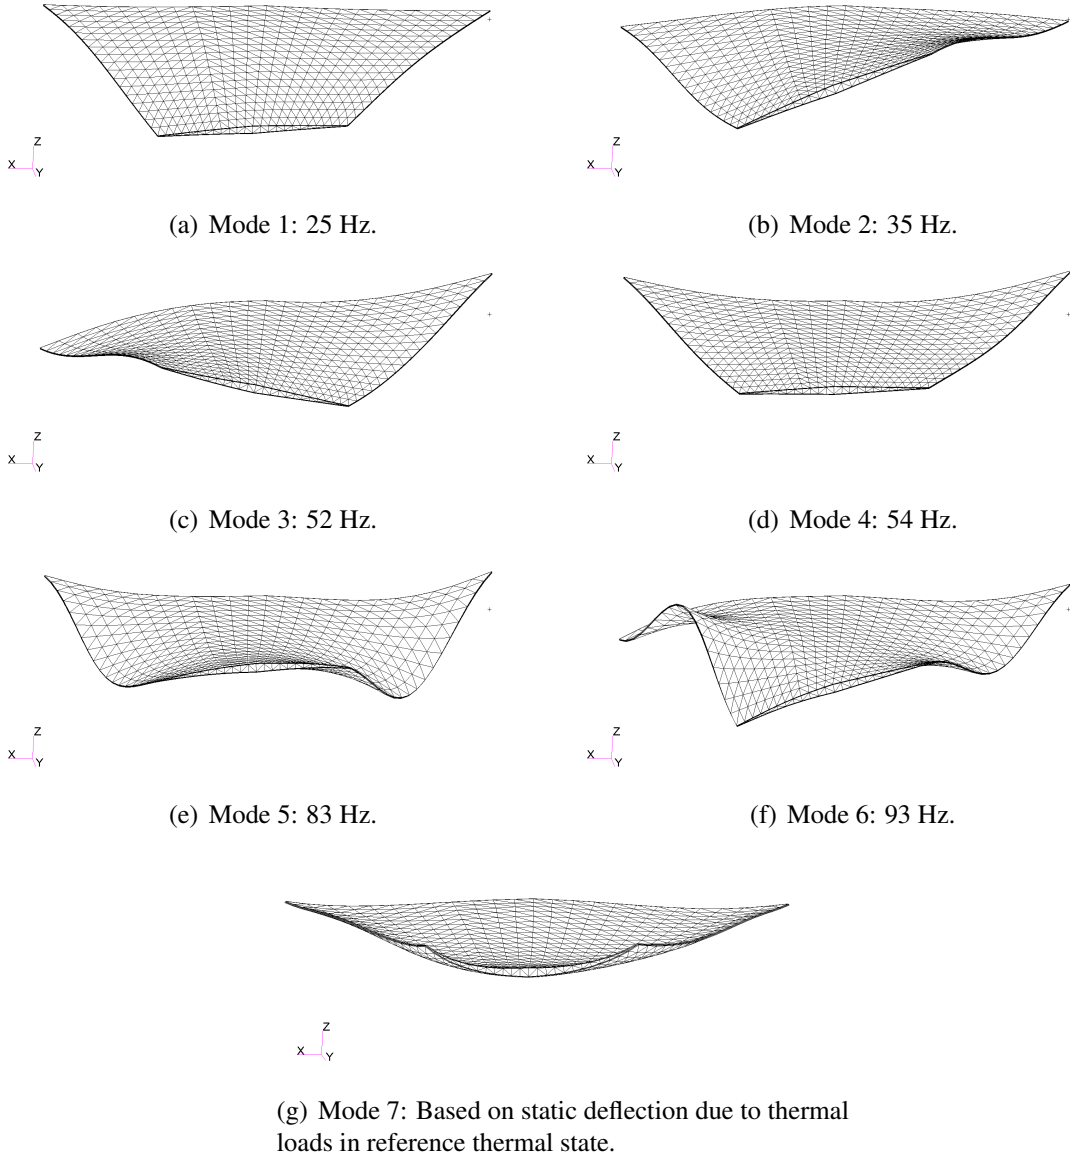 Z
X
Y
Z
X
Y
(a) Mode 1: 25 Hz.
(b) Mode 2: 35 Hz.
Z
X
Y
Z
X
Y
(c) Mode 3: 52 Hz.
(d) Mode 4: 54 Hz.
Z
X
Y
Z
X
Y
(e) Mode 5: 83 Hz.
(f) Mode 6: 93 Hz.
Z
X
Y
(g) Mode 7: Based on static deflection due to thermal
loads in reference thermal state.